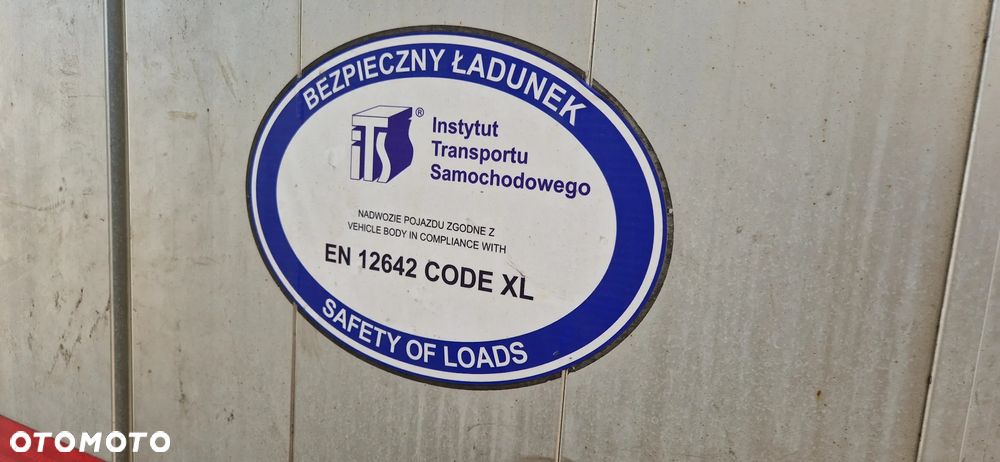 BEZPIECZNY ŁADUNEK
iTS®
Instytut
Transportu
Samochodowego
NADWOZIE POJAZDU ZGODNE Z
VEHICLE BODY IN COMPLIANCE WITH
EN 12642 CODE XL
SAFETY OF LOADS
OTOMOTO